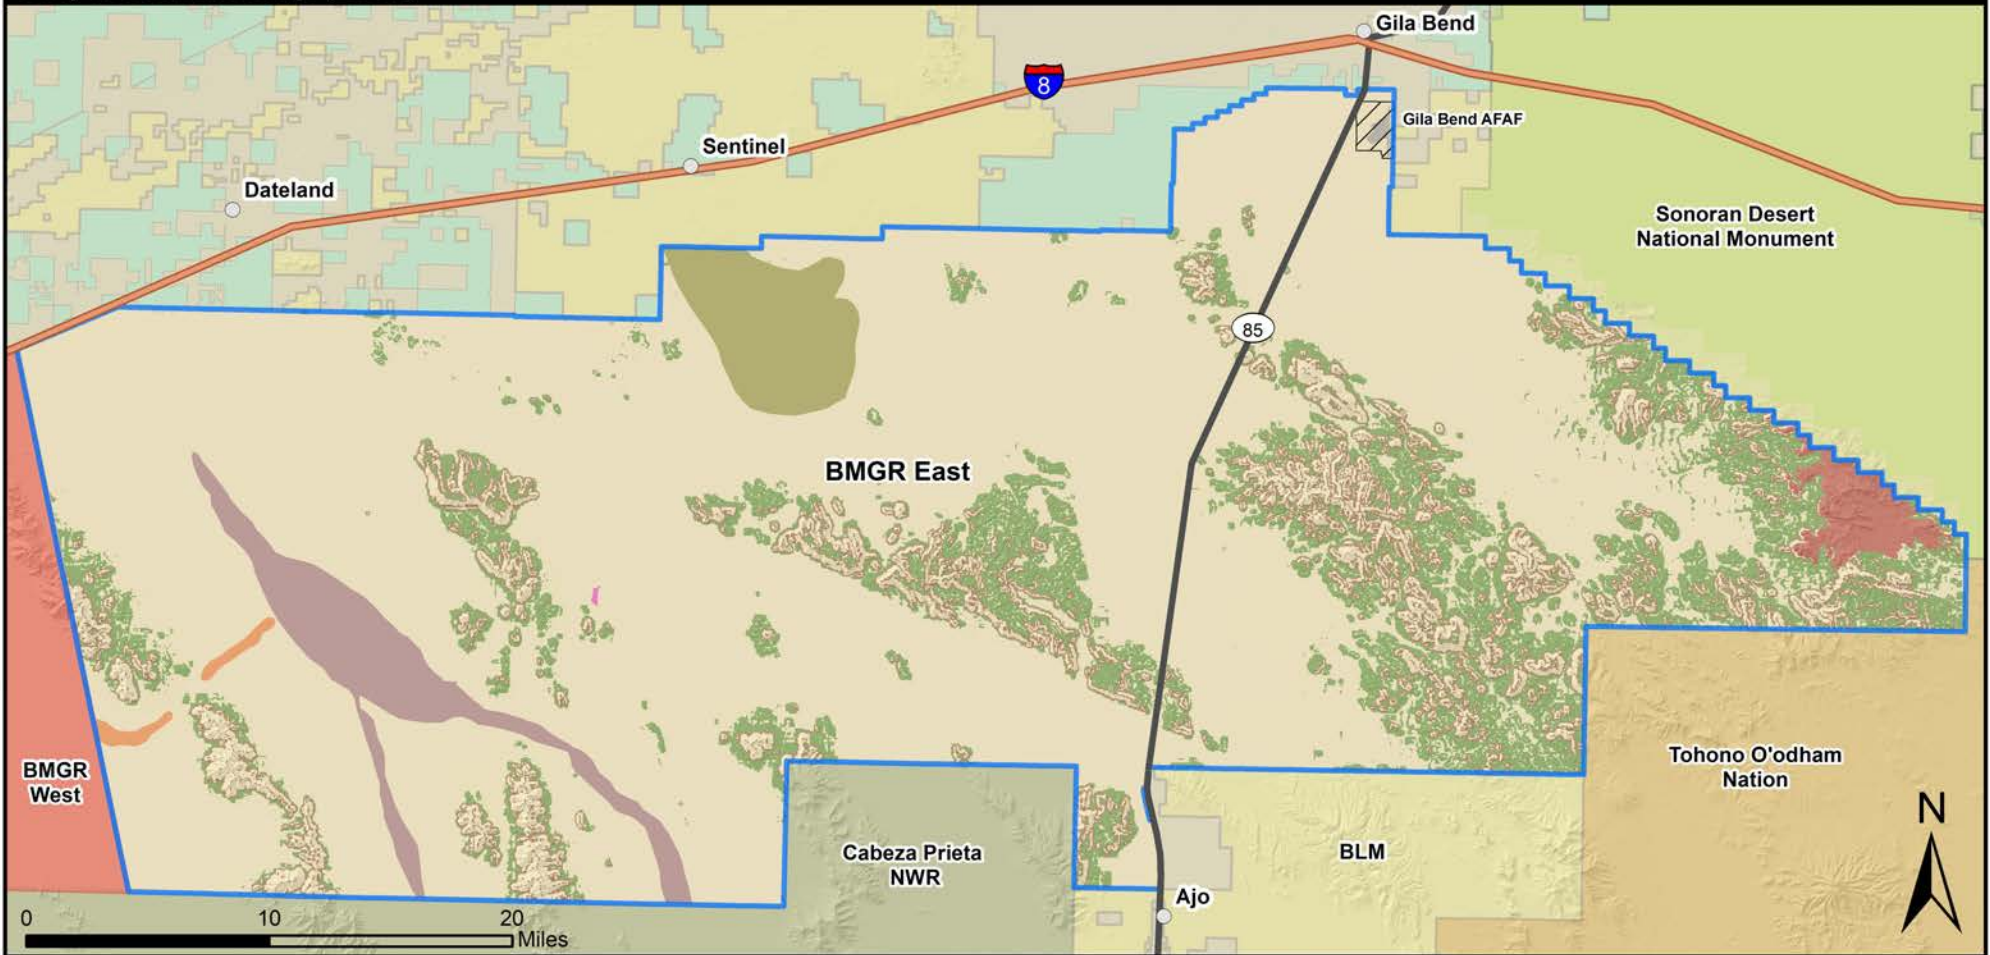 Gila Bend
8
Gila Bend AFAF
Sentinel
Dateland
Sonoran Desert
National Monument
85
BMGR East
BMGR
West
Tohono O'odham
Nation
N
Cabeza Prieta
NWR
BLM
Ajo
0 10 20
Miles